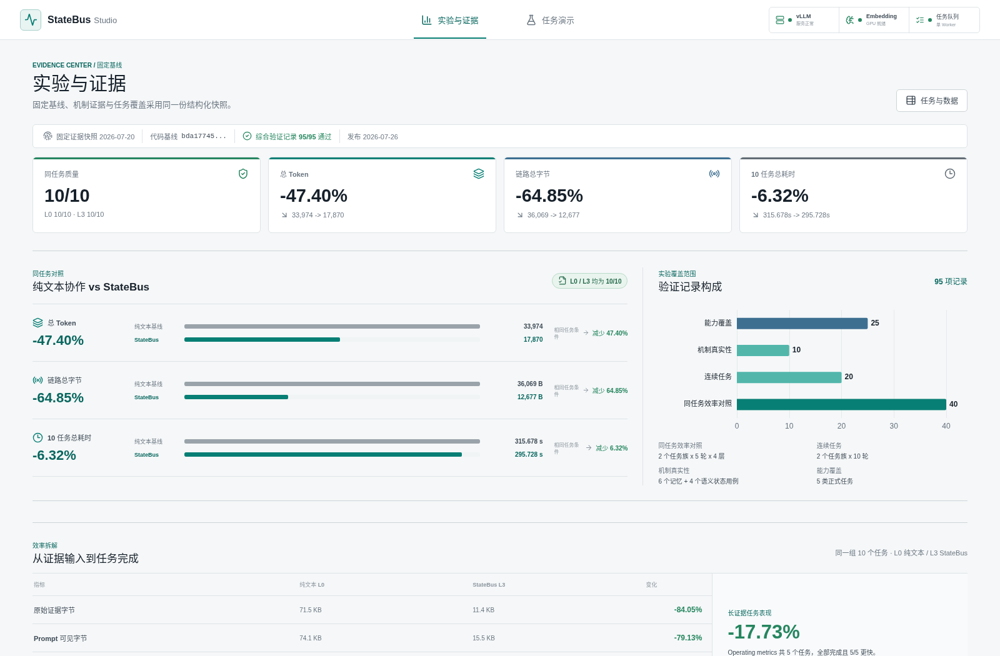 StateBus Studio
实验与证据
任务演示
vLLM
服务正常
Embedding
GPU 就绪
任务队列
单 Worker
EVIDENCE CENTER / 固定基线
实验与证据
固定基线、机制证据与任务覆盖采用同一份结构化快照。
任务与数据
固定证据快照 2026-07-20
代码基线 bda17745...
综合验证记录 95/95 通过
发布 2026-07-26
同任务质量
10/10
L0 10/10 · L3 10/10
总 Token
-47.40%
33,974 -> 17,870
链路总字节
-64.85%
36,069 -> 12,677
10 任务总耗时
-6.32%
315.678s -> 295.728s
同任务对照
纯文本协作 vs StateBus
L0 / L3 均为 10/10
总 Token
-47.40%
纯文本基线
33,974
StateBus
17,870
相同任务条件
减少 47.40%
链路总字节
-64.85%
纯文本基线
36,069 B
StateBus
12,677 B
相同任务条件
减少 64.85%
10 任务总耗时
-6.32%
纯文本基线
315.678 s
StateBus
295.728 s
相同任务条件
减少 6.32%
实验覆盖范围
验证记录构成
95 项记录
能力覆盖
25
机制真实性
10
连续任务
20
同任务效率对照
40
0 10 20 30 40
同任务效率对照
2 个任务族 x 5 轮 x 4 层
连续任务
2 个任务族 x 10 轮
机制真实性
6 个记忆 + 4 个语义状态用例
能力覆盖
5 类正式任务
效率拆解
从证据输入到任务完成
同一组 10 个任务 · L0 纯文本 / L3 StateBus
指标 纯文本 L0 StateBus L3 变化
原始证据字节 71.5 KB 11.4 KB -84.05%
Prompt 可见字节 74.1 KB 15.5 KB -79.13%
长证据任务表现
-17.73%
Operating metrics 共 5 个任务，全部完成且 5/5 更快。